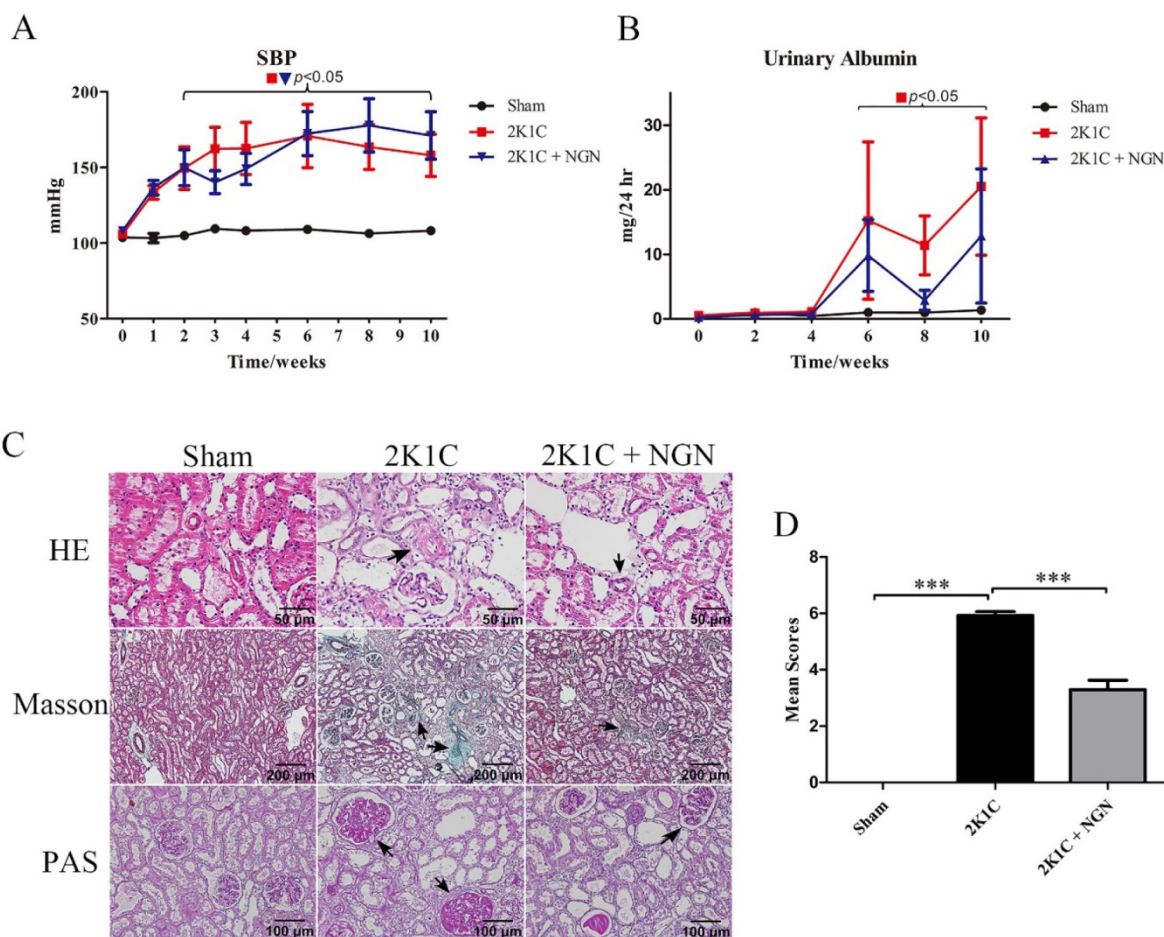 A
SBP
p<0.05
200
150
100
50
mmHg
0 1 2 3 4 5 6 7 8 9 10
Time/weeks
Sham
2K1C
2K1C + NGN
B
Urinary Albumin
p<0.05
30
20
10
0
mg/24 hr
0 2 4 6 8 10
Time/weeks
Sham
2K1C
2K1C + NGN
C
Sham 2K1C 2K1C + NGN
HE
50 μm 50 μm 50 μm
Masson
200 μm 200 μm 200 μm
PAS
100 μm 100 μm 100 μm
D
8
6
4
2
0
Mean Scores
*** ***
Sham
2K1C
2K1C + NGN